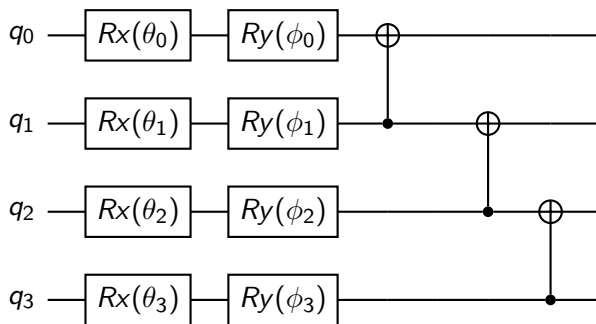 q₀ Rx(θ₀) Ry(ϕ₀)
q₁ Rx(θ₁) Ry(ϕ₁)
q₂ Rx(θ₂) Ry(ϕ₂)
q₃ Rx(θ₃) Ry(ϕ₃)